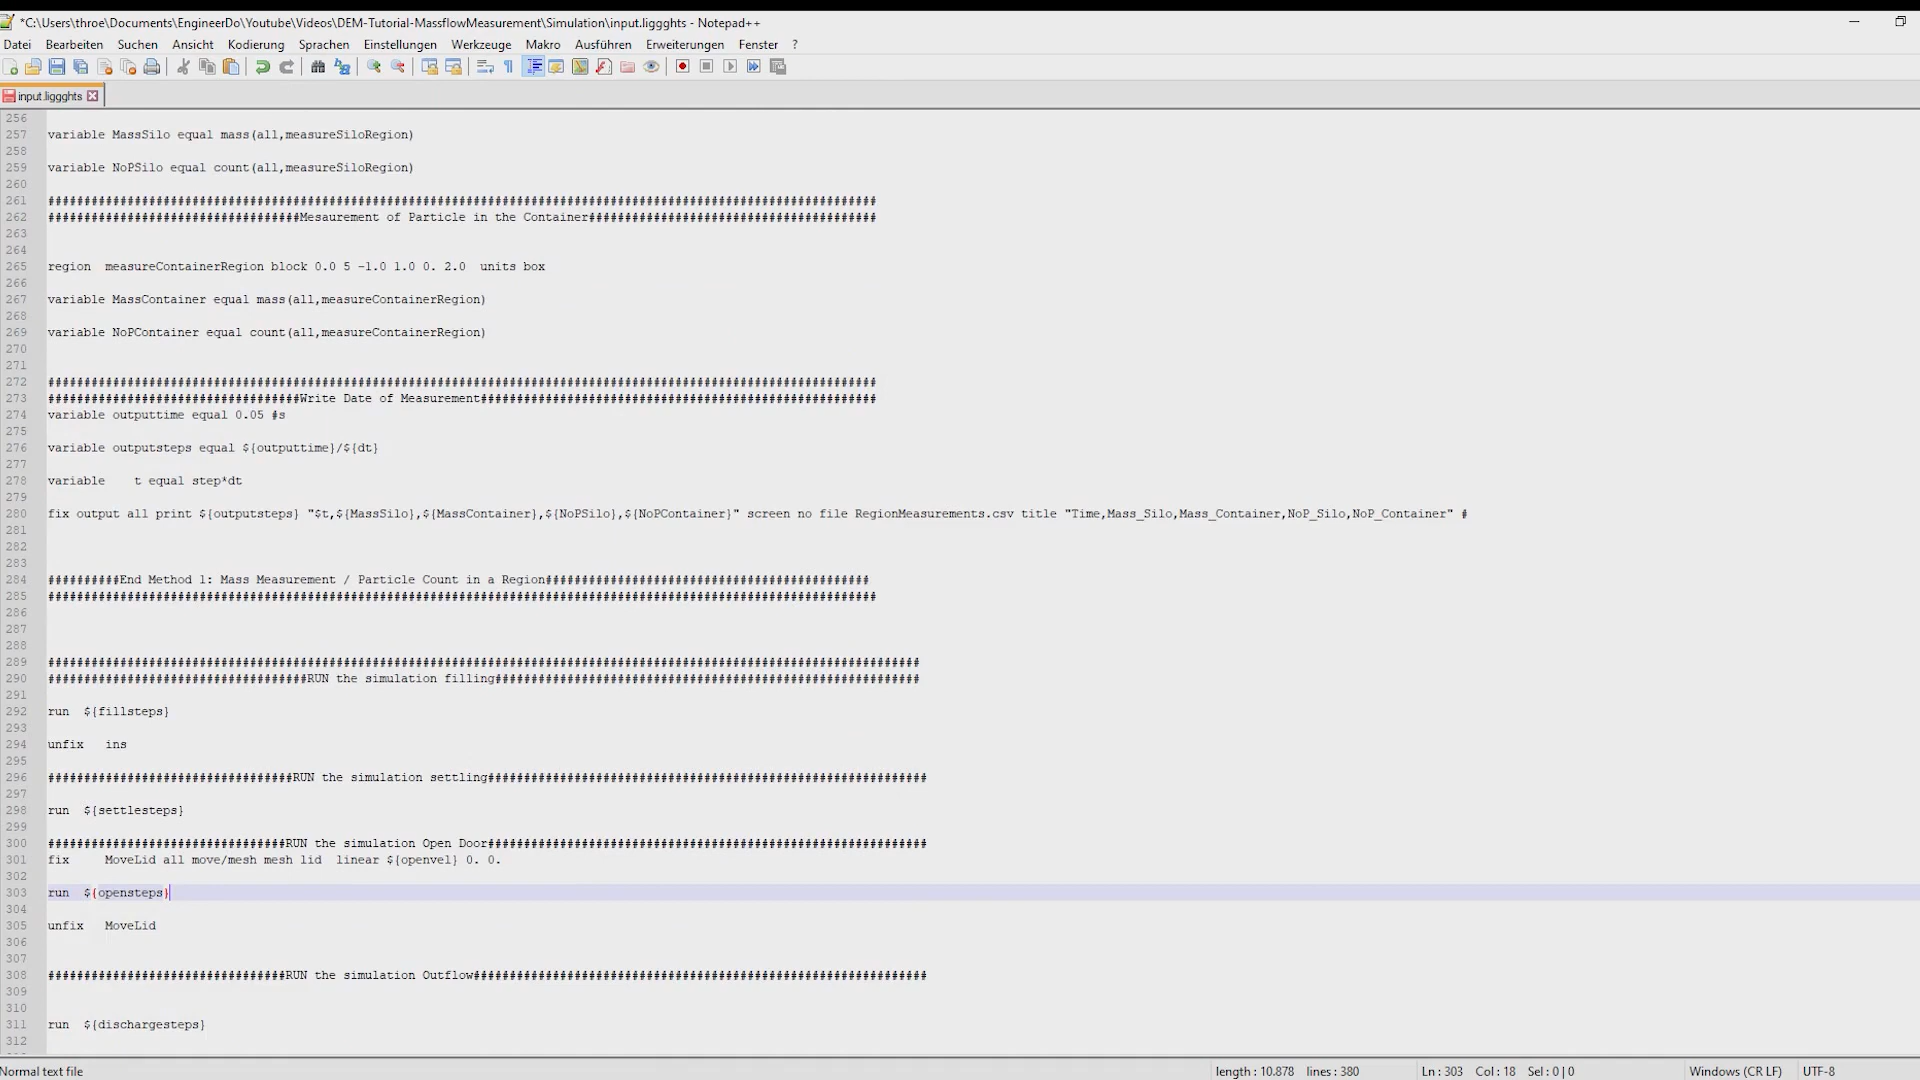 *C:\Users\throe\Documents\EngineerDo\Youtube\Videos\DEM-Tutorial-MassflowMeasurement\Simulation\input.liggghts - Notepad++
Datei Bearbeiten Suchen Ansicht Kodierung Sprachen Einstellungen Werkzeuge Makro Ausführen Erweiterungen Fenster ?
input.liggghts
256
257 variable MassSilo equal mass(all,measureSiloRegion)
258
259 variable NoPSilo equal count(all,measureSiloRegion)
260
261 ###################################################################################################################
262 ###################################Mesaurement of Particle in the Container########################################
263
264
265 region  measureContainerRegion block 0.0 5 -1.0 1.0 0. 2.0  units box
266
267 variable MassContainer equal mass(all,measureContainerRegion)
268
269 variable NoPContainer equal count(all,measureContainerRegion)
270
271
272 ###################################################################################################################
273 ###################################Write Date of Measurement#######################################################
274 variable outputtime equal 0.05 #s
275
276 variable outputsteps equal ${outputtime}/${dt}
277
278 variable    t equal step*dt
279
280 fix output all print ${outputsteps} "$t,${MassSilo},${MassContainer},${NoPSilo},${NoPContainer}" screen no file RegionMeasurements.csv title "Time,Mass_Silo,Mass_Container,NoP_Silo,NoP_Container" #
281
282
283
284 ##########End Method 1: Mass Measurement / Particle Count in a Region#############################################
285 ###################################################################################################################
286
287
288
289 #########################################################################################################################
290 ####################################RUN the simulation filling###########################################################
291
292 run  ${fillsteps}
293
294 unfix   ins
295
296 ##################################RUN the simulation settling#############################################################
297
298 run  ${settlesteps}
299
300 #################################RUN the simulation Open Door#############################################################
301 fix     MoveLid all move/mesh mesh lid  linear ${openvel} 0. 0.
302
303 run  ${opensteps}
304
305 unfix   MoveLid
306
307
308 #################################RUN the simulation Outflow###############################################################
309
310
311 run  ${dischargesteps}
312
Normal text file length : 10.878 lines : 380 Ln : 303 Col : 18 Sel : 0 | 0 Windows (CR LF) UTF-8